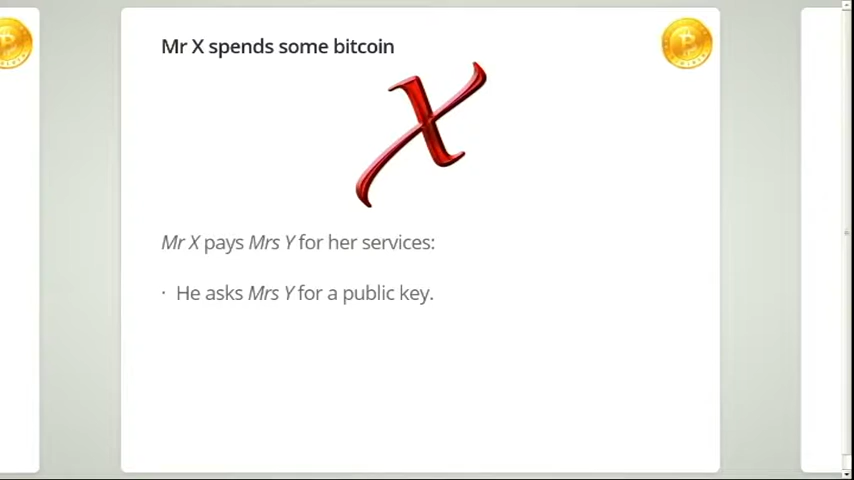 Mr X spends some bitcoin
X
Mr X pays Mrs Y for her services:
· He asks Mrs Y for a public key.